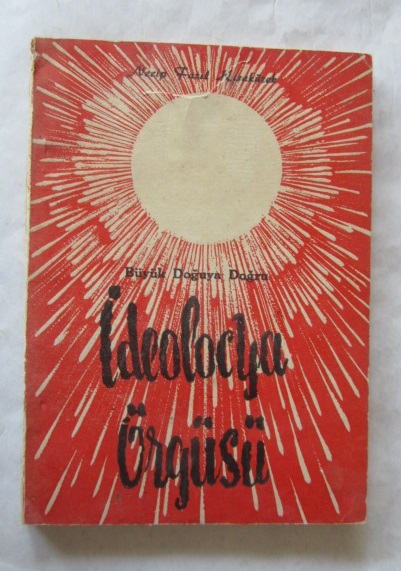 Necip Fazıl Kısakürek
Büyük Doğuya Doğru
İdeolocya
Örgüsü